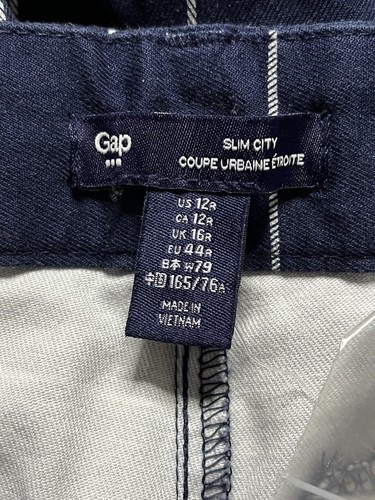 Gap
SLIM CITY
COUPE URBAINE ÉTROITE
US 12R
CA 12R
UK 16R
EU 44R
日本 W79
中国 165/76A
MADE IN
VIETNAM